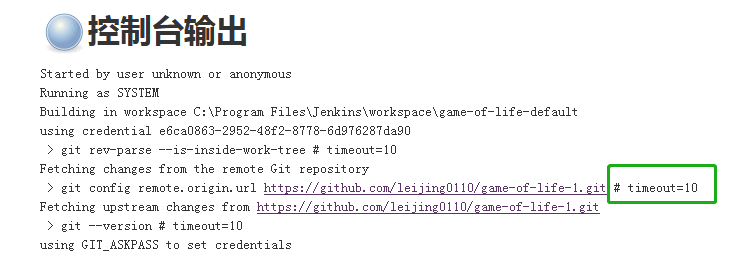 控制台输出
Started by user unknown or anonymous
Running as SYSTEM
Building in workspace C:\Program Files\Jenkins\workspace\game-of-life-default
using credential e6ca0863-2952-48f2-8778-6d976287da90
 > git rev-parse --is-inside-work-tree # timeout=10
Fetching changes from the remote Git repository
 > git config remote.origin.url https://github.com/leijing0110/game-of-life-1.git # timeout=10
Fetching upstream changes from https://github.com/leijing0110/game-of-life-1.git
 > git --version # timeout=10
using GIT_ASKPASS to set credentials